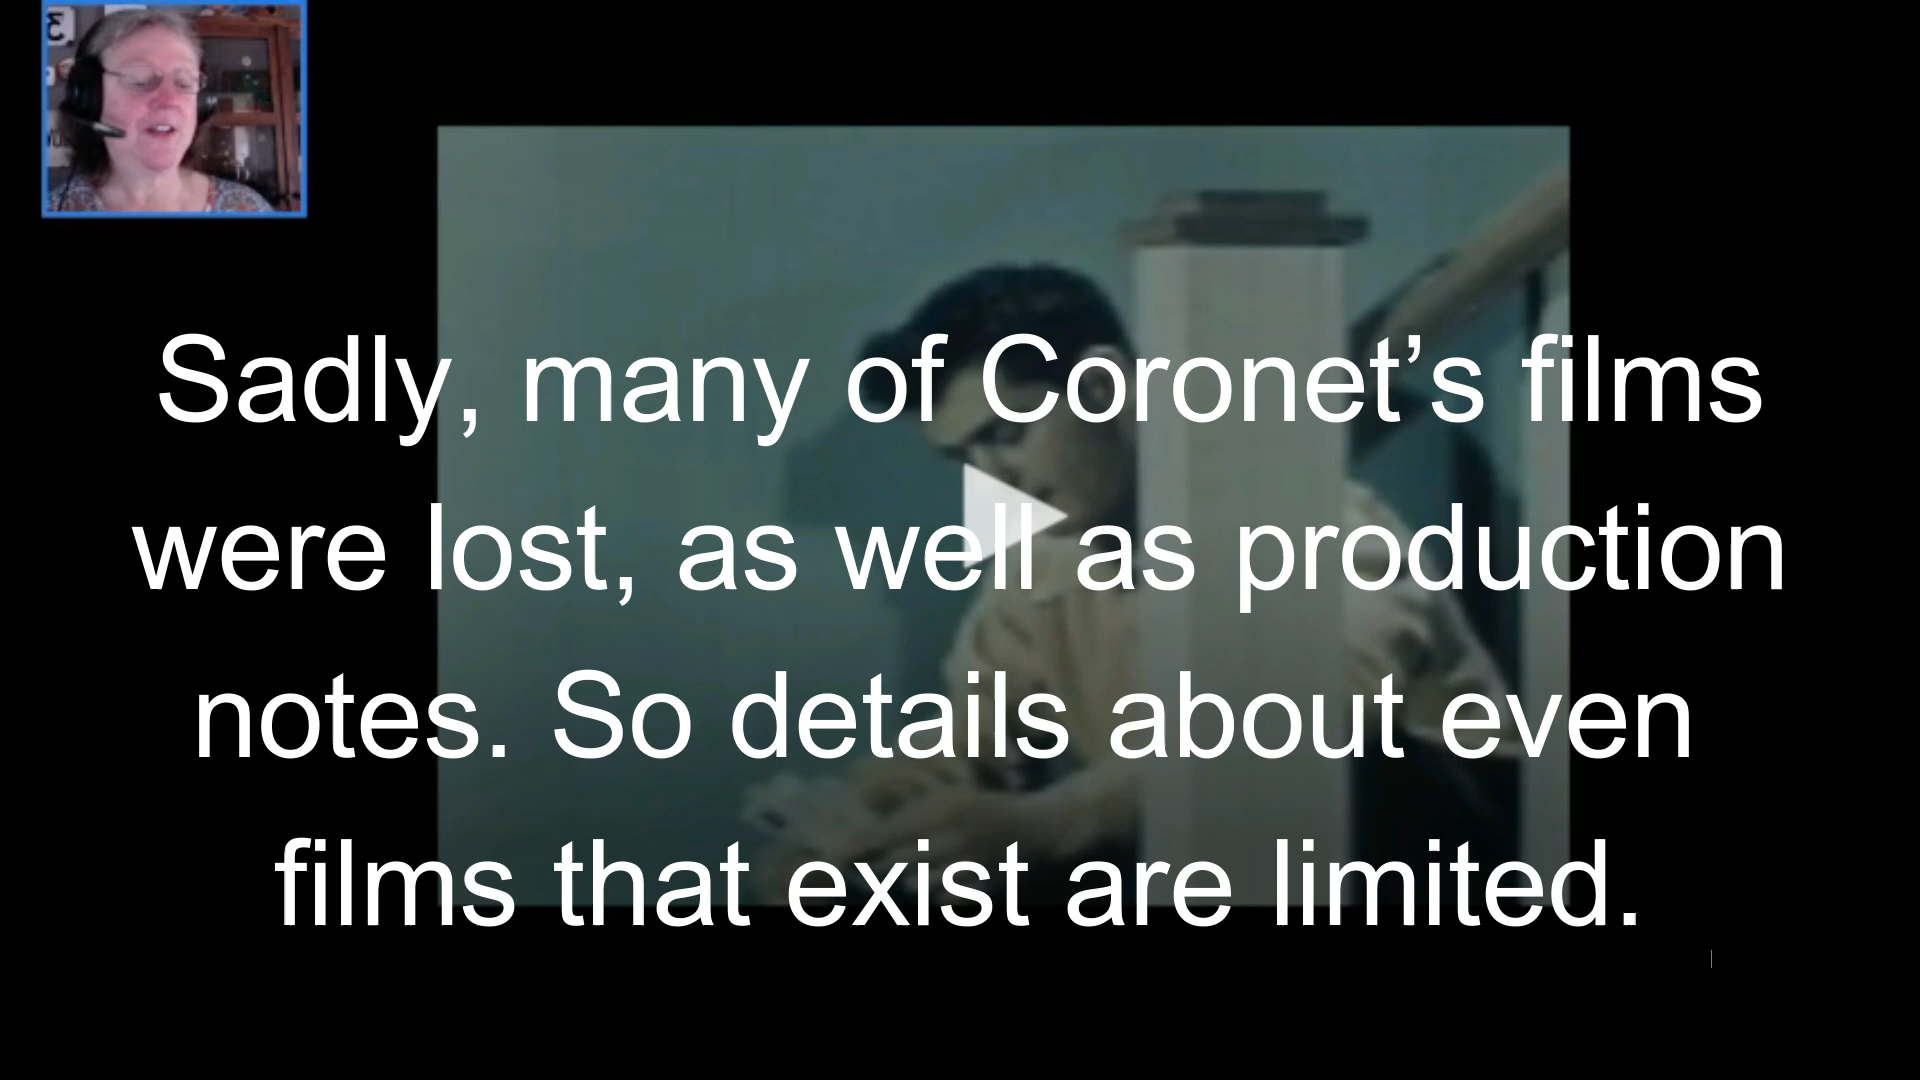 Sadly, many of Coronet’s films
were lost, as well as production
notes. So details about even
films that exist are limited.